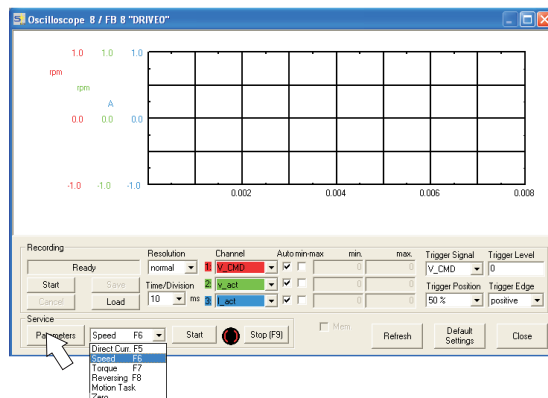 Oscilloscope 8 / FB 8 "DRIVE0"
1.0 1.0 1.0
rpm
rpm
A
0.0 0.0 0.0
-1.0 -1.0 -1.0
0.002 0.004 0.006 0.008
Recording
Resolution Channel Auto min-max min. max. Trigger Signal Trigger Level
Ready normal 1: V_CMD 0 0 V_CMD 0
Start Save Time/Division 2: v_act 0 0 Trigger Position Trigger Edge
Cancel Load 10 ms 3: I_act 0 0 50 % positive
Service
Parameters Speed F6 Start Stop (F9) Mem Refresh Default Settings Close
Direct Curr. F5
Speed F6
Torque F7
Reversing F8
Motion Task
Zero